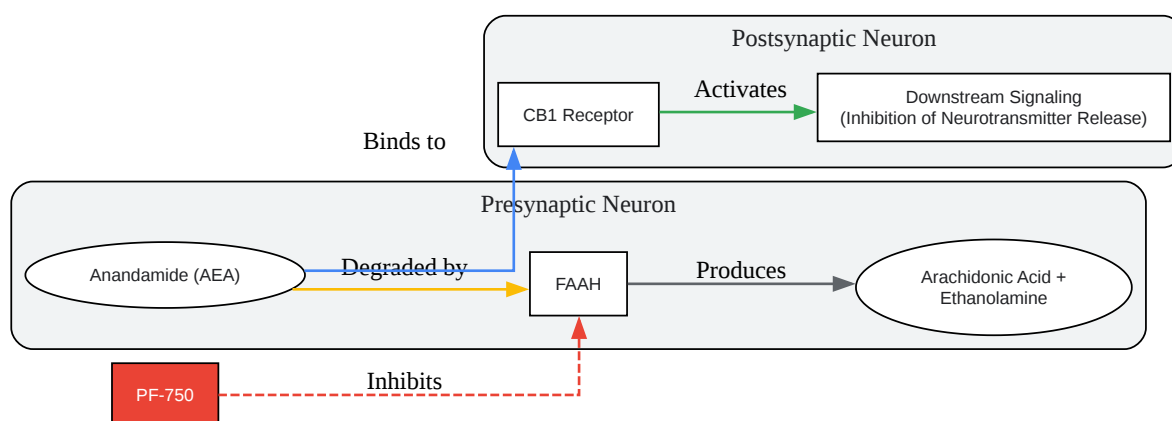 Postsynaptic Neuron
CB1 Receptor
Activates
Downstream Signaling
(Inhibition of Neurotransmitter Release)
Binds to
Presynaptic Neuron
Anandamide (AEA)
Degraded by
FAAH
Produces
Arachidonic Acid +
Ethanolamine
PF-750
Inhibits